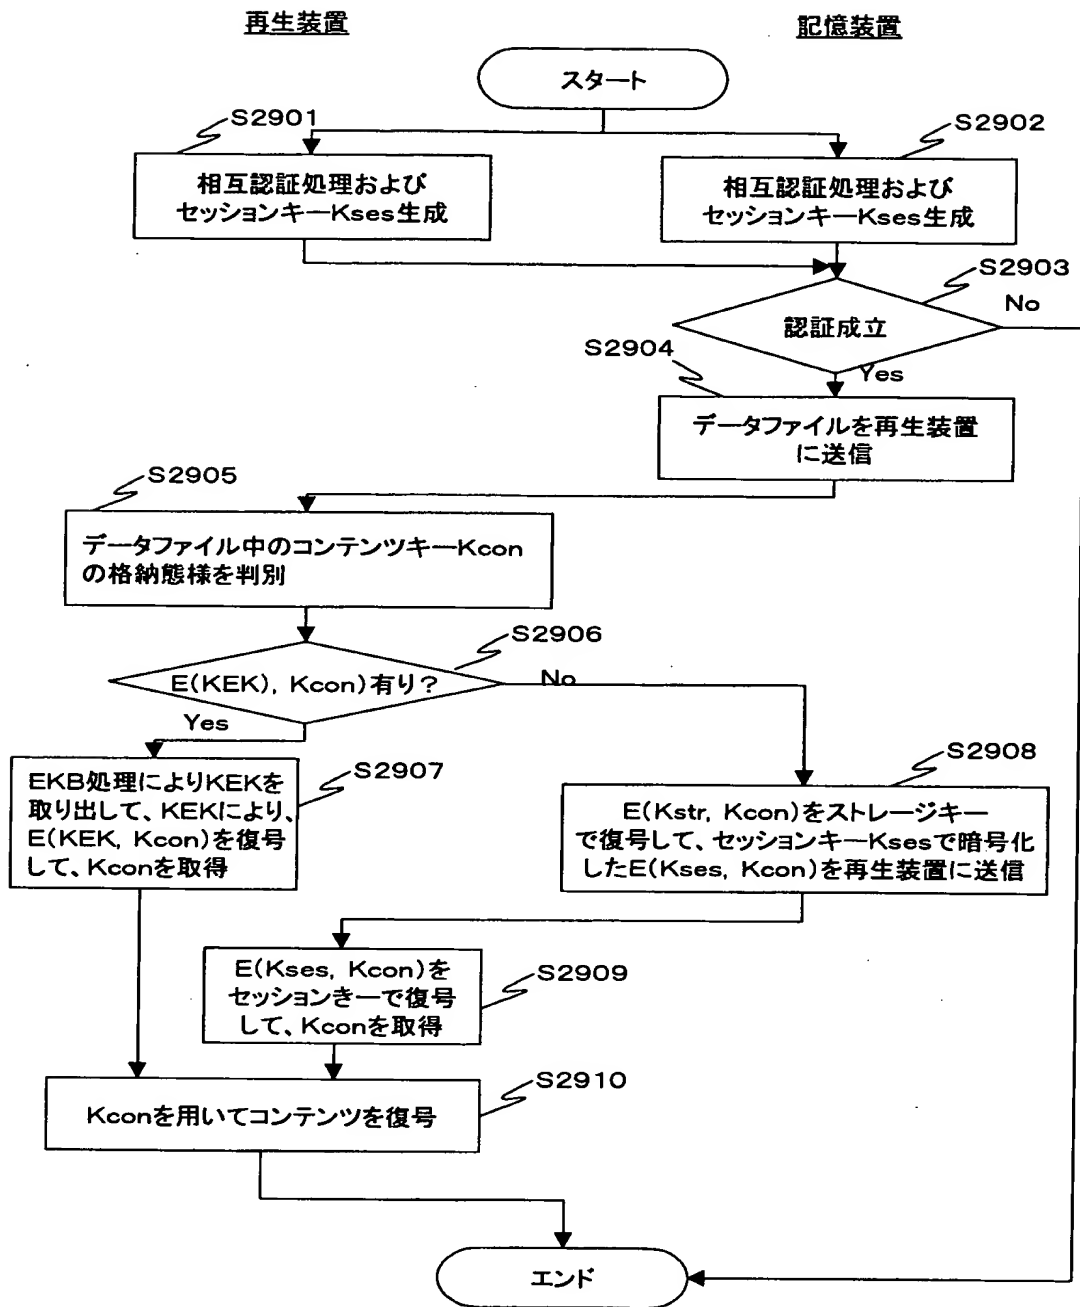 再生装置
記憶装置
スタート
S2901
S2902
相互認証処理および
セッションキーKses生成
相互認証処理および
セッションキーKses生成
S2903
認証成立
No
S2904
Yes
データファイルを再生装置
に送信
S2905
データファイル中のコンテンツキーKcon
の格納態様を判別
S2906
E(KEK), Kcon)有り?
No
Yes
S2907
EKB処理によりKEKを
取り出して、KEKにより、
E(KEK, Kcon)を復号
して、Kconを取得
S2908
E(Kstr, Kcon)をストレージキー
で復号して、セッションキーKsesで暗号化
したE(Kses, Kcon)を再生装置に送信
E(Kses, Kcon)を
セッションきーで復号
して、Kconを取得
S2909
S2910
Kconを用いてコンテンツを復号
エンド